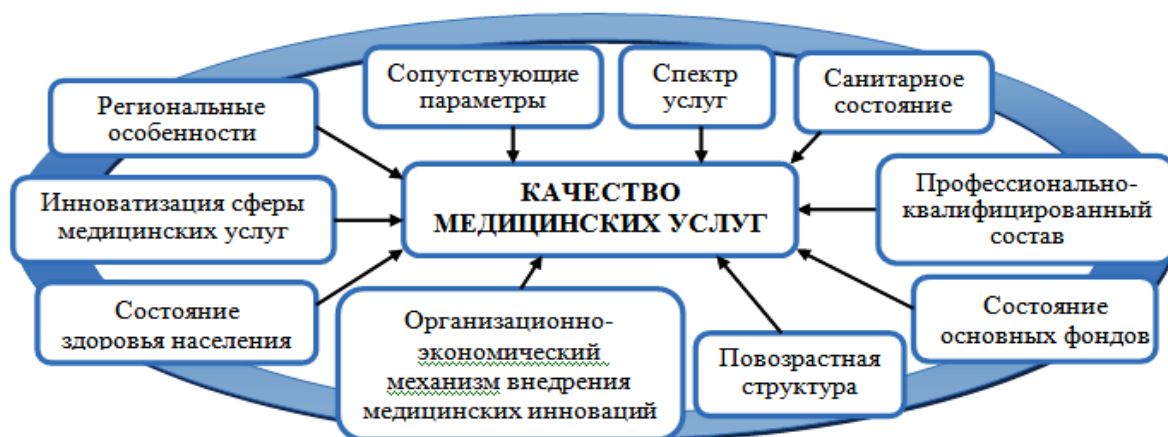 Региональные
особенности
Сопутствующие
параметры
Спектр
услуг
Санитарное
состояние
Инноватизация сферы
медицинских услуг
КАЧЕСТВО
МЕДИЦИНСКИХ УСЛУГ
Профессионально-
квалифицированный
состав
Состояние
здоровья населения
Организационно-
экономический
механизм внедрения
медицинских инноваций
Повозрастная
структура
Состояние
основных фондов